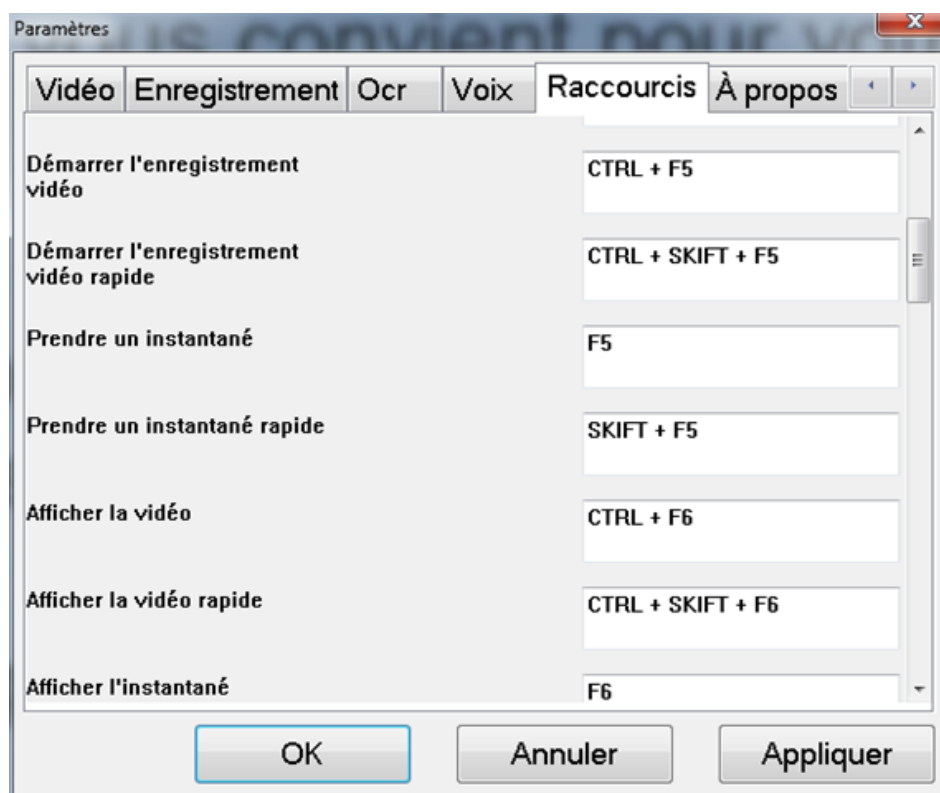 Paramètres
Vidéo Enregistrement Ocr Voix Raccourcis À propos
Démarrer l'enregistrement
vidéo
CTRL + F5
Démarrer l'enregistrement
vidéo rapide
CTRL + SKIFT + F5
Prendre un instantané
F5
Prendre un instantané rapide
SKIFT + F5
Afficher la vidéo
CTRL + F6
Afficher la vidéo rapide
CTRL + SKIFT + F6
Afficher l'instantané
F6
OK Annuler Appliquer